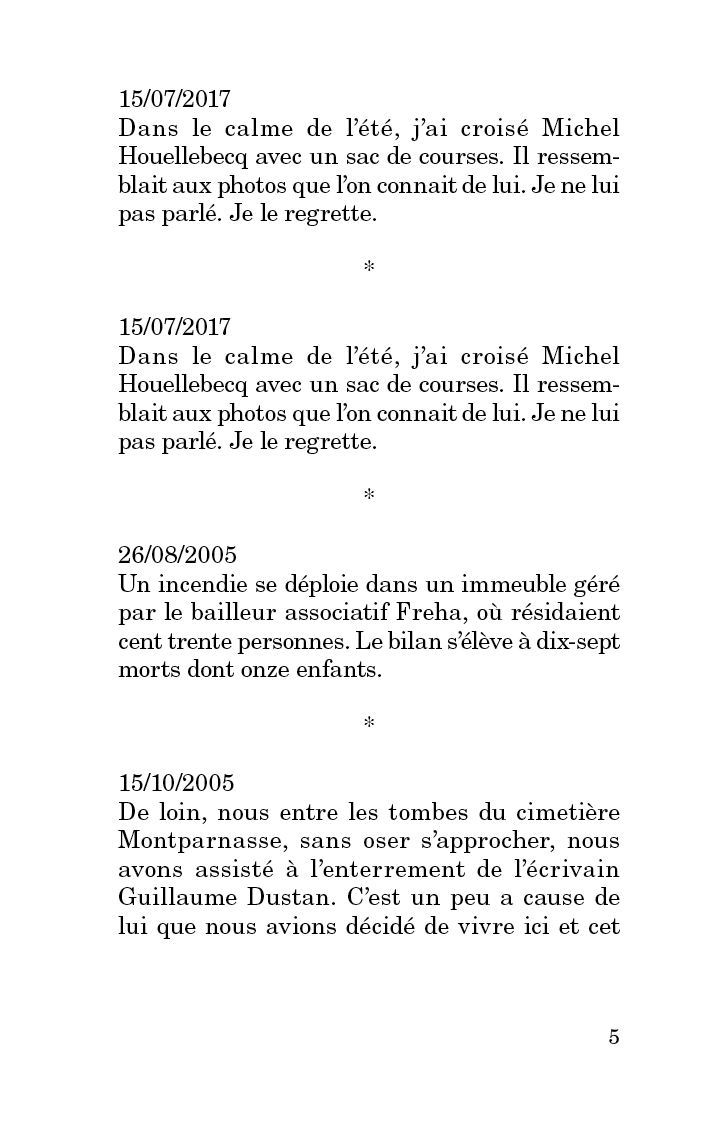 15/07/2017
Dans le calme de l’été, j’ai croisé Michel
Houellebecq avec un sac de courses. Il ressem-
blait aux photos que l’on connait de lui. Je ne lui
pas parlé. Je le regrette.
*
15/07/2017
Dans le calme de l’été, j’ai croisé Michel
Houellebecq avec un sac de courses. Il ressem-
blait aux photos que l’on connait de lui. Je ne lui
pas parlé. Je le regrette.
*
26/08/2005
Un incendie se déploie dans un immeuble géré
par le bailleur associatif Freha, où résidaient
cent trente personnes. Le bilan s’élève à dix-sept
morts dont onze enfants.
*
15/10/2005
De loin, nous entre les tombes du cimetière
Montparnasse, sans oser s’approcher, nous
avons assisté à l’enterrement de l’écrivain
Guillaume Dustan. C’est un peu a cause de
lui que nous avions décidé de vivre ici et cet
5